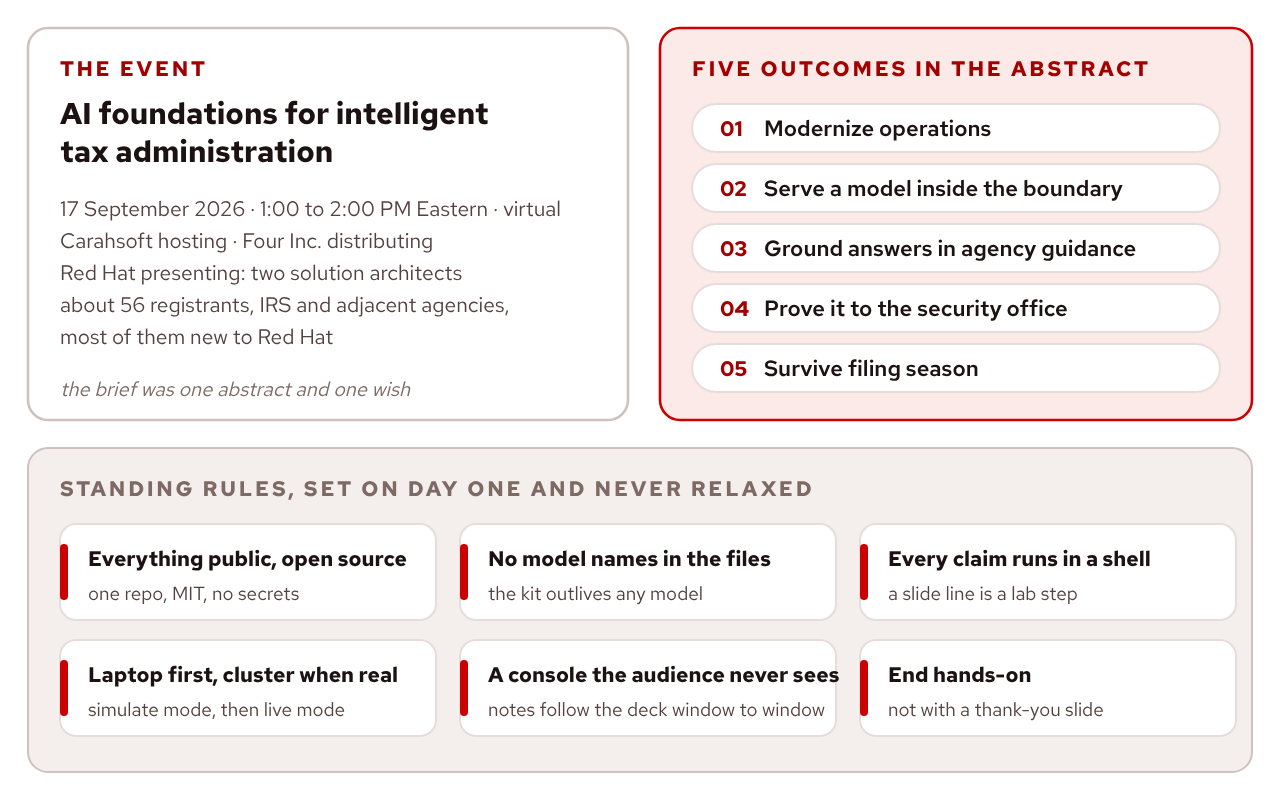 THE EVENT
AI foundations for intelligent
tax administration
17 September 2026 · 1:00 to 2:00 PM Eastern · virtual
Carahsoft hosting · Four Inc. distributing
Red Hat presenting: two solution architects
about 56 registrants, IRS and adjacent agencies,
most of them new to Red Hat
the brief was one abstract and one wish
FIVE OUTCOMES IN THE ABSTRACT
01 Modernize operations
02 Serve a model inside the boundary
03 Ground answers in agency guidance
04 Prove it to the security office
05 Survive filing season
STANDING RULES, SET ON DAY ONE AND NEVER RELAXED
Everything public, open source
one repo, MIT, no secrets
No model names in the files
the kit outlives any model
Every claim runs in a shell
a slide line is a lab step
Laptop first, cluster when real
simulate mode, then live mode
A console the audience never sees
notes follow the deck window to window
End hands-on
not with a thank-you slide